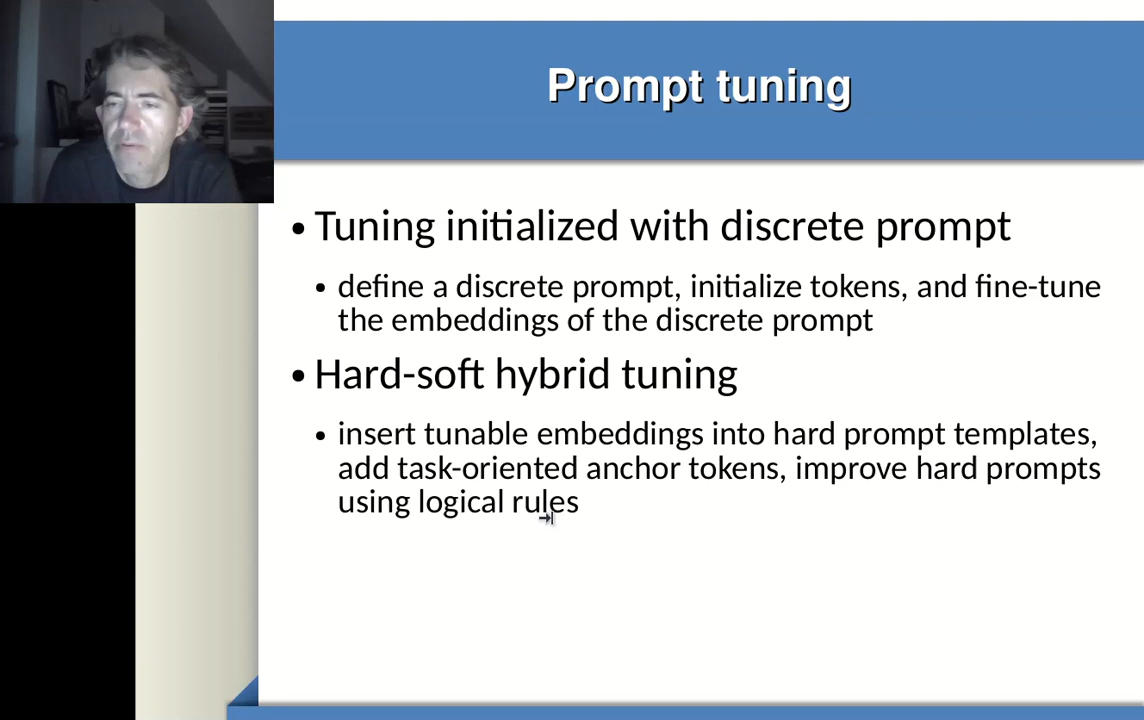 Prompt tuning
• Tuning initialized with discrete prompt
• define a discrete prompt, initialize tokens, and fine-tune
the embeddings of the discrete prompt
• Hard-soft hybrid tuning
• insert tunable embeddings into hard prompt templates,
add task-oriented anchor tokens, improve hard prompts
using logical rules